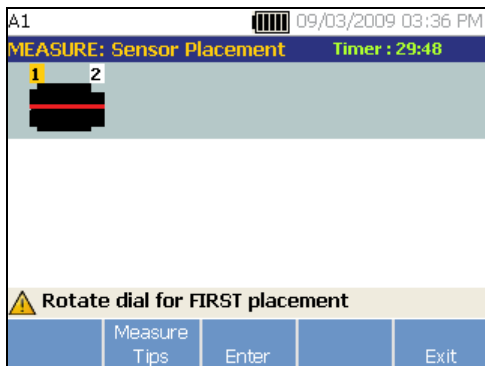 A1 09/03/2009 03:36 PM
MEASURE: Sensor Placement Timer : 29:48
1 2
Rotate dial for FIRST placement
Measure
Tips Enter Exit